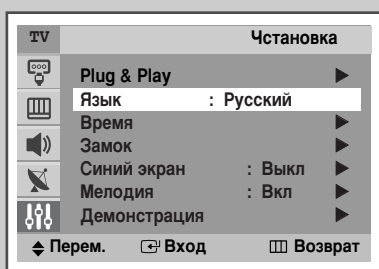 TV Чстановка
Plug & Play
Язык : Русский
Время
Замок
Синий экран : Выкл
Мелодия : Вкл
Демонстрация
Перем. Вход Возврат